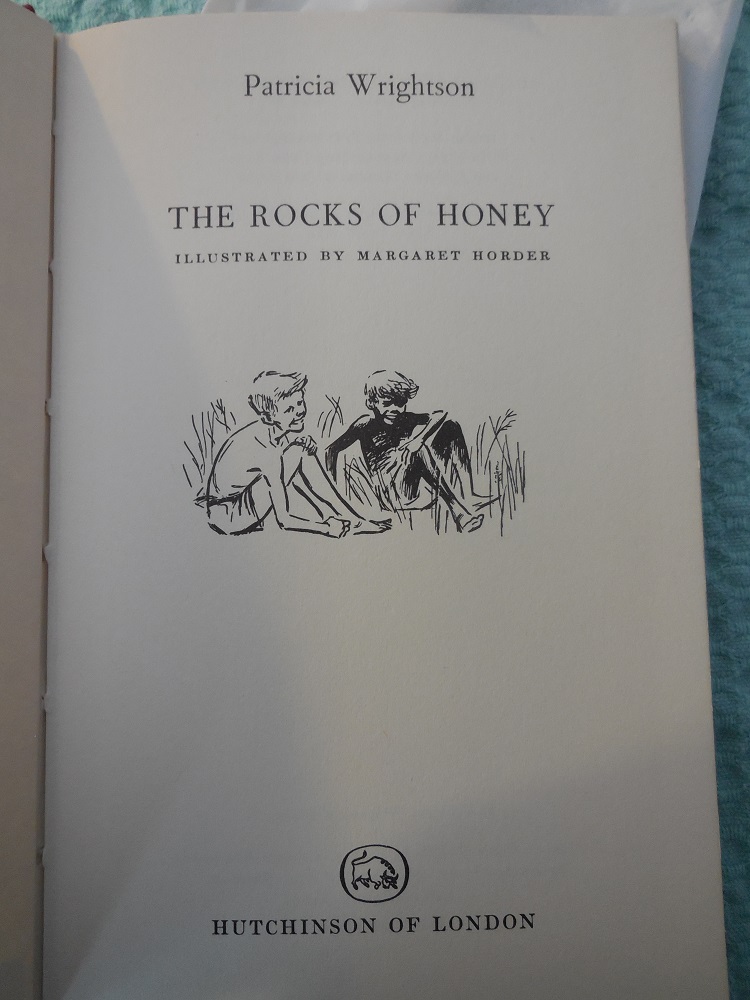 Patricia Wrightson
THE ROCKS OF HONEY
ILLUSTRATED BY MARGARET HORDER
HUTCHINSON OF LONDON